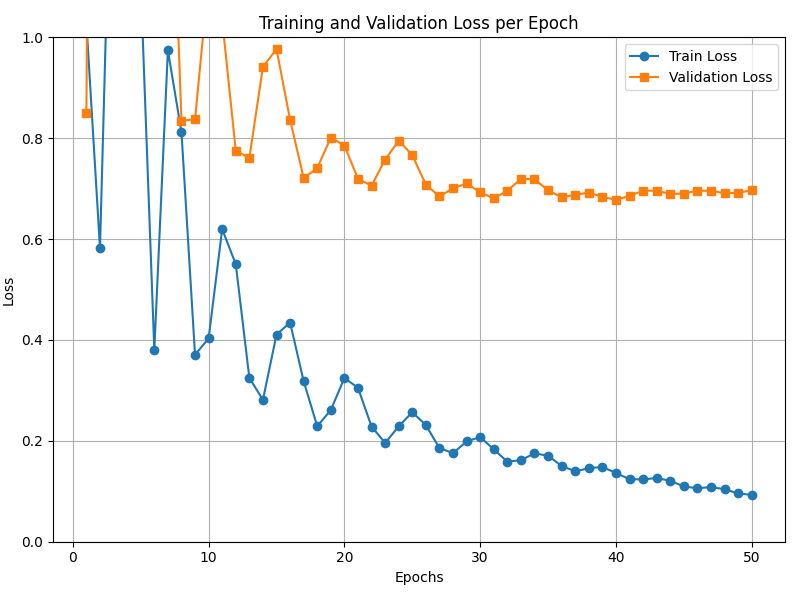 Training and Validation Loss per Epoch
Train Loss
Validation Loss
Loss
1.0
0.8
0.6
0.4
0.2
0.0
0 10 20 30 40 50
Epochs